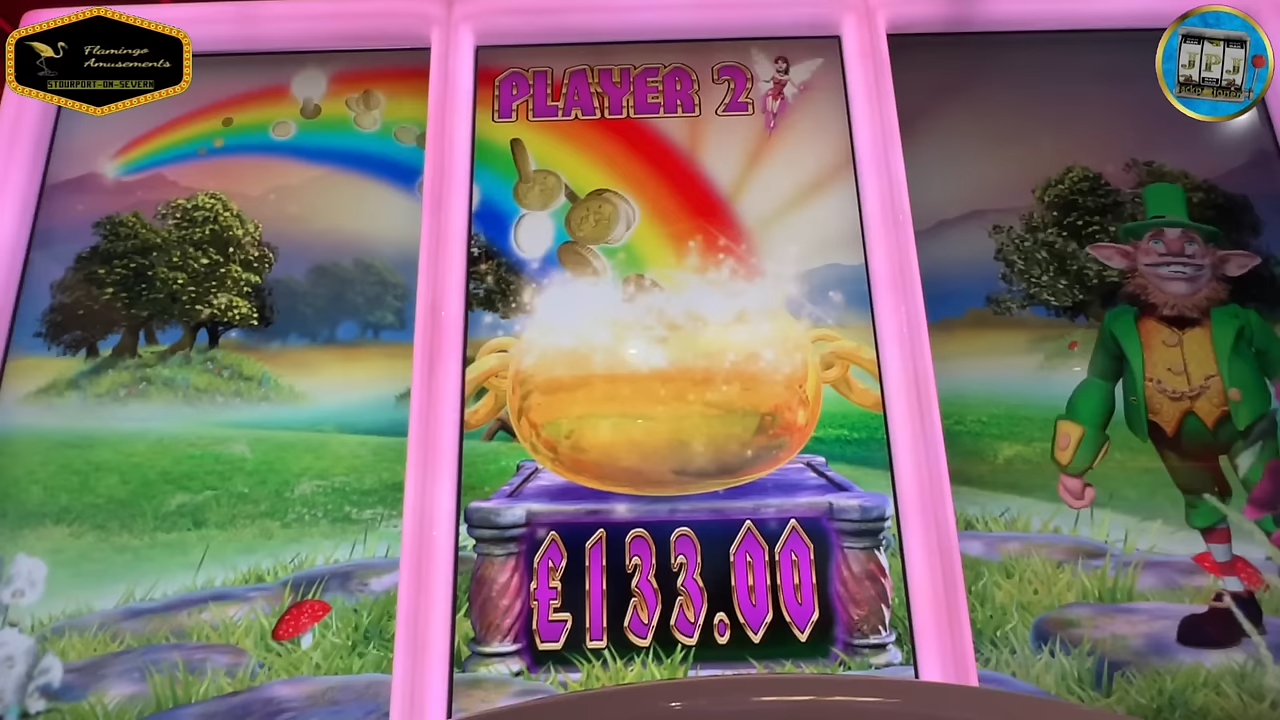 Flamingo
Amusements
STOURPORT-ON-SEVERN
PLAYER 2
JPJ
£133.00